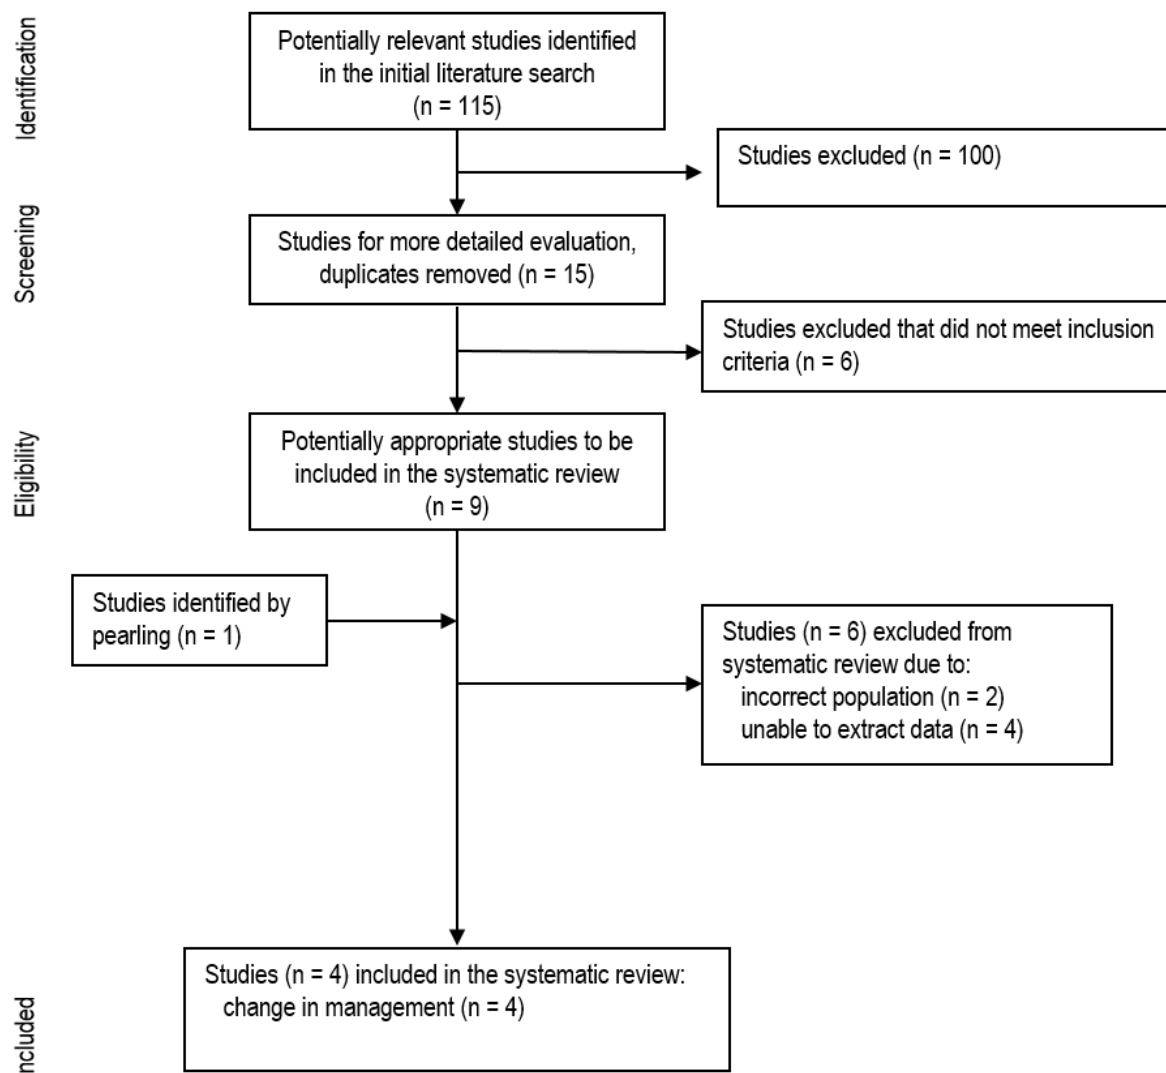 Identification
Potentially relevant studies identified
in the initial literature search
(n = 115)
Studies excluded (n = 100)
Screening
Studies for more detailed evaluation,
duplicates removed (n = 15)
Studies excluded that did not meet inclusion
criteria (n = 6)
Eligibility
Potentially appropriate studies to be
included in the systematic review
(n = 9)
Studies identified by
pearling (n = 1)
Studies (n = 6) excluded from
systematic review due to:
incorrect population (n = 2)
unable to extract data (n = 4)
Studies (n = 4) included in the systematic review:
change in management (n = 4)
ncluded